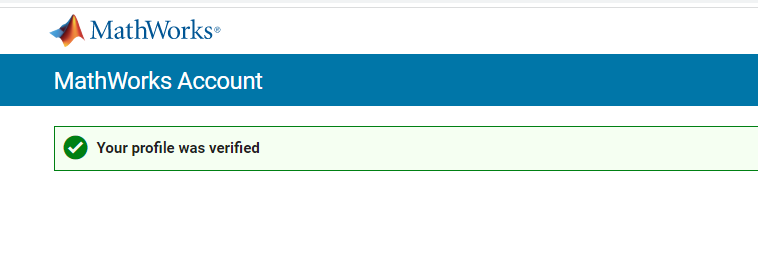 MathWorks®
MathWorks Account
Your profile was verified